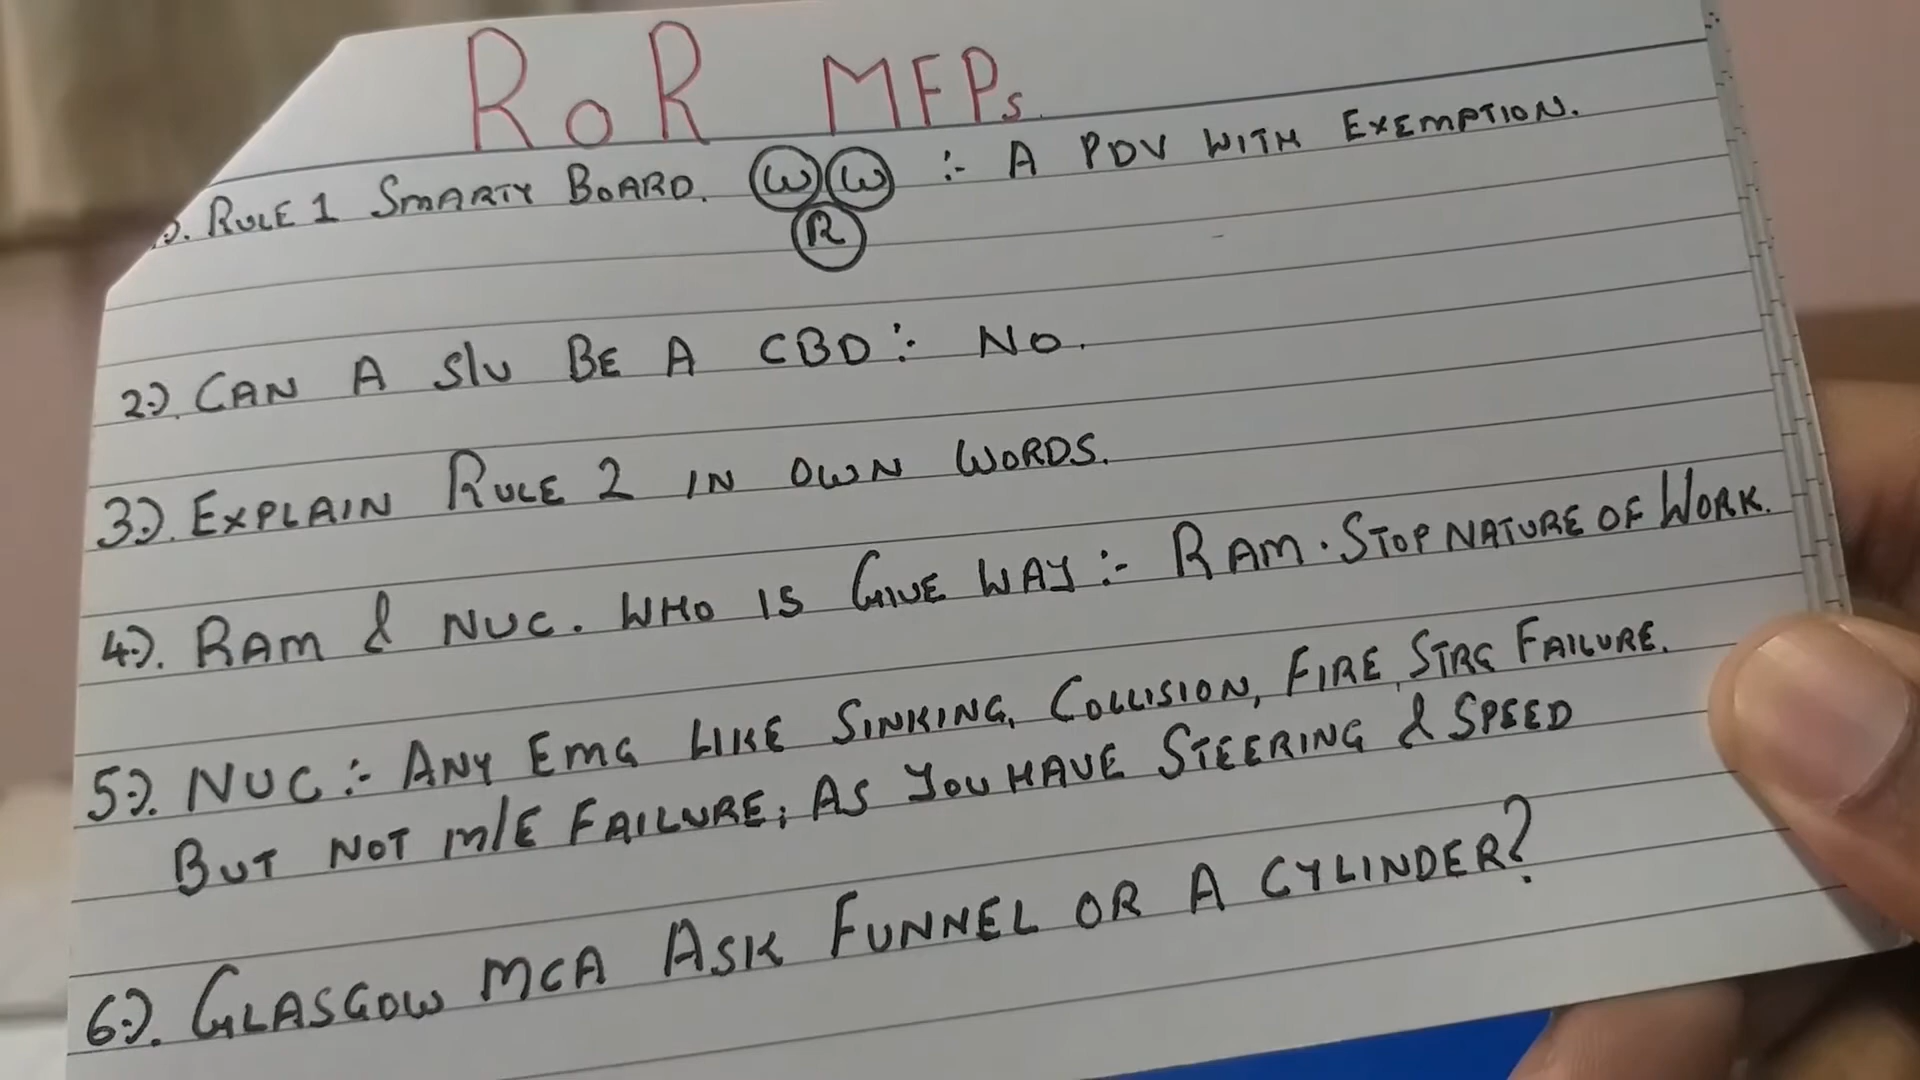 RoR MFPs.
1). RULE 1 SMARTY BOARD. W W R :- A PDV WITH EXEMPTION.
2). CAN A S/V BE A CBD :- NO.
3). EXPLAIN RULE 2 IN OWN WORDS.
4). RAM & NUC. WHO IS GIVE WAY :- RAM. STOP NATURE OF WORK.
5). NUC :- ANY EMG LIKE SINKING, COLLISION, FIRE, STRG FAILURE.
BUT NOT M/E FAILURE; AS YOU HAVE STEERING & SPEED
6). GLASGOW MCA ASK FUNNEL OR A CYLINDER?